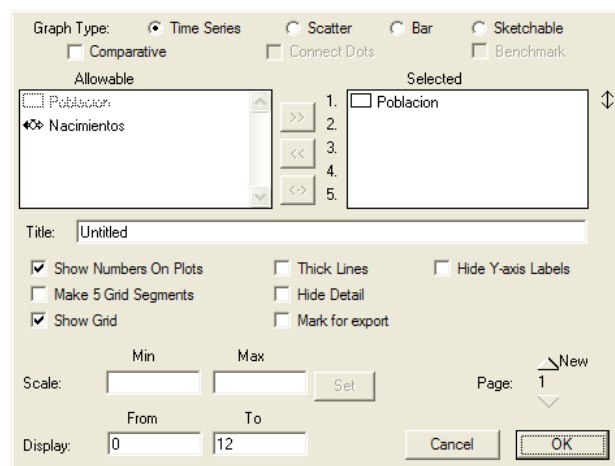 Graph Type: Time Series Scatter Bar Sketchable
Comparative Connect Dots Benchmark
Allowable Selected
Poblacion 1. Poblacion
Nacimientos >> 2.
<< 3.
4.
<-> 5.
Title: Untitled
Show Numbers On Plots Thick Lines Hide Y-axis Labels
Make 5 Grid Segments Hide Detail
Show Grid Mark for export
Min Max
New
Scale: Set Page: 1
From To
Display: 0 12 Cancel OK